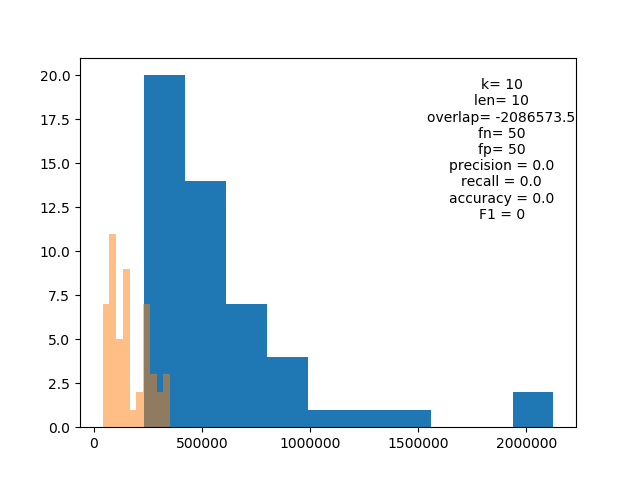 20.0
17.5
15.0
12.5
10.0
7.5
5.0
2.5
0.0
0 500000 1000000 1500000 2000000
k= 10
len= 10
overlap= -2086573.5
fn= 50
fp= 50
precision = 0.0
recall = 0.0
accuracy = 0.0
F1 = 0